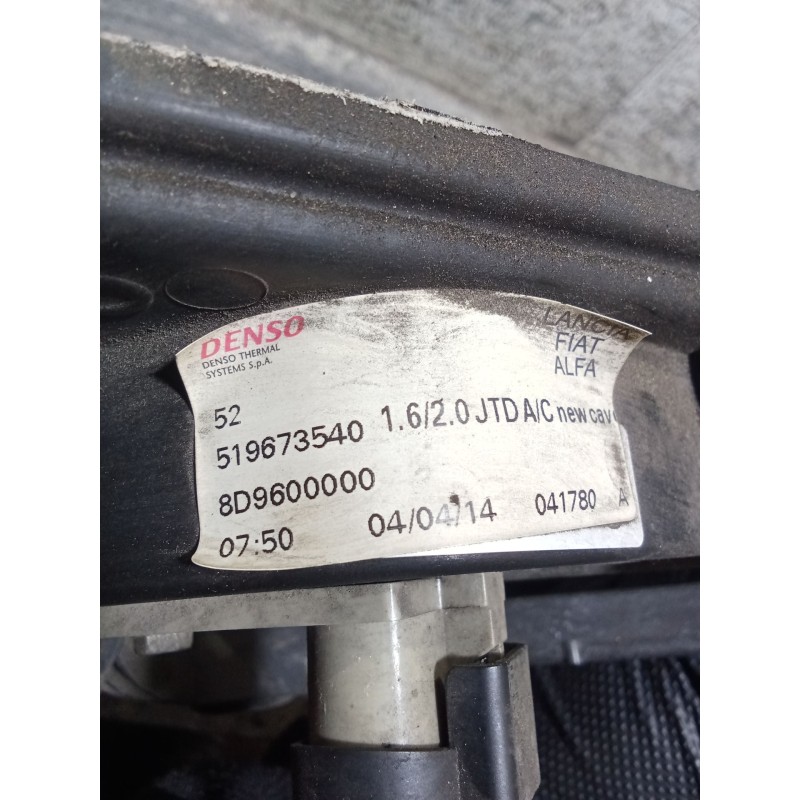 DENSO
DENSO THERMAL
SYSTEMS S.p.A.
LANCIA
FIAT
ALFA
52
519673540 1.6/2.0 JTD A/C new cav
8D9600000
07:50 04/04/14 041780 A